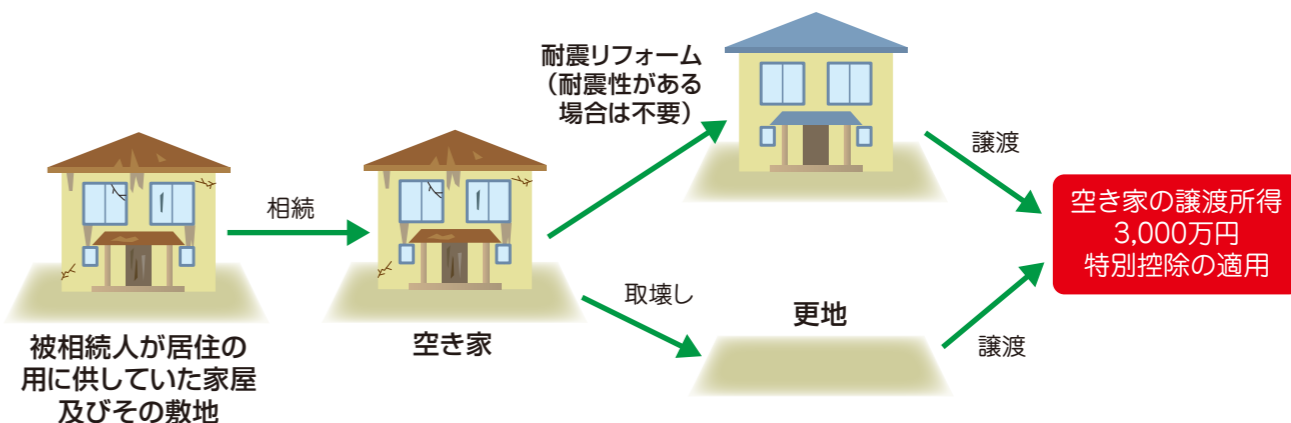 被相続人が居住の
用に供していた家屋
及びその敷地
相続
空き家
耐震リフォーム
（耐震性がある
場合は不要）
譲渡
取壊し
更地
譲渡
空き家の譲渡所得
3,000万円
特別控除の適用